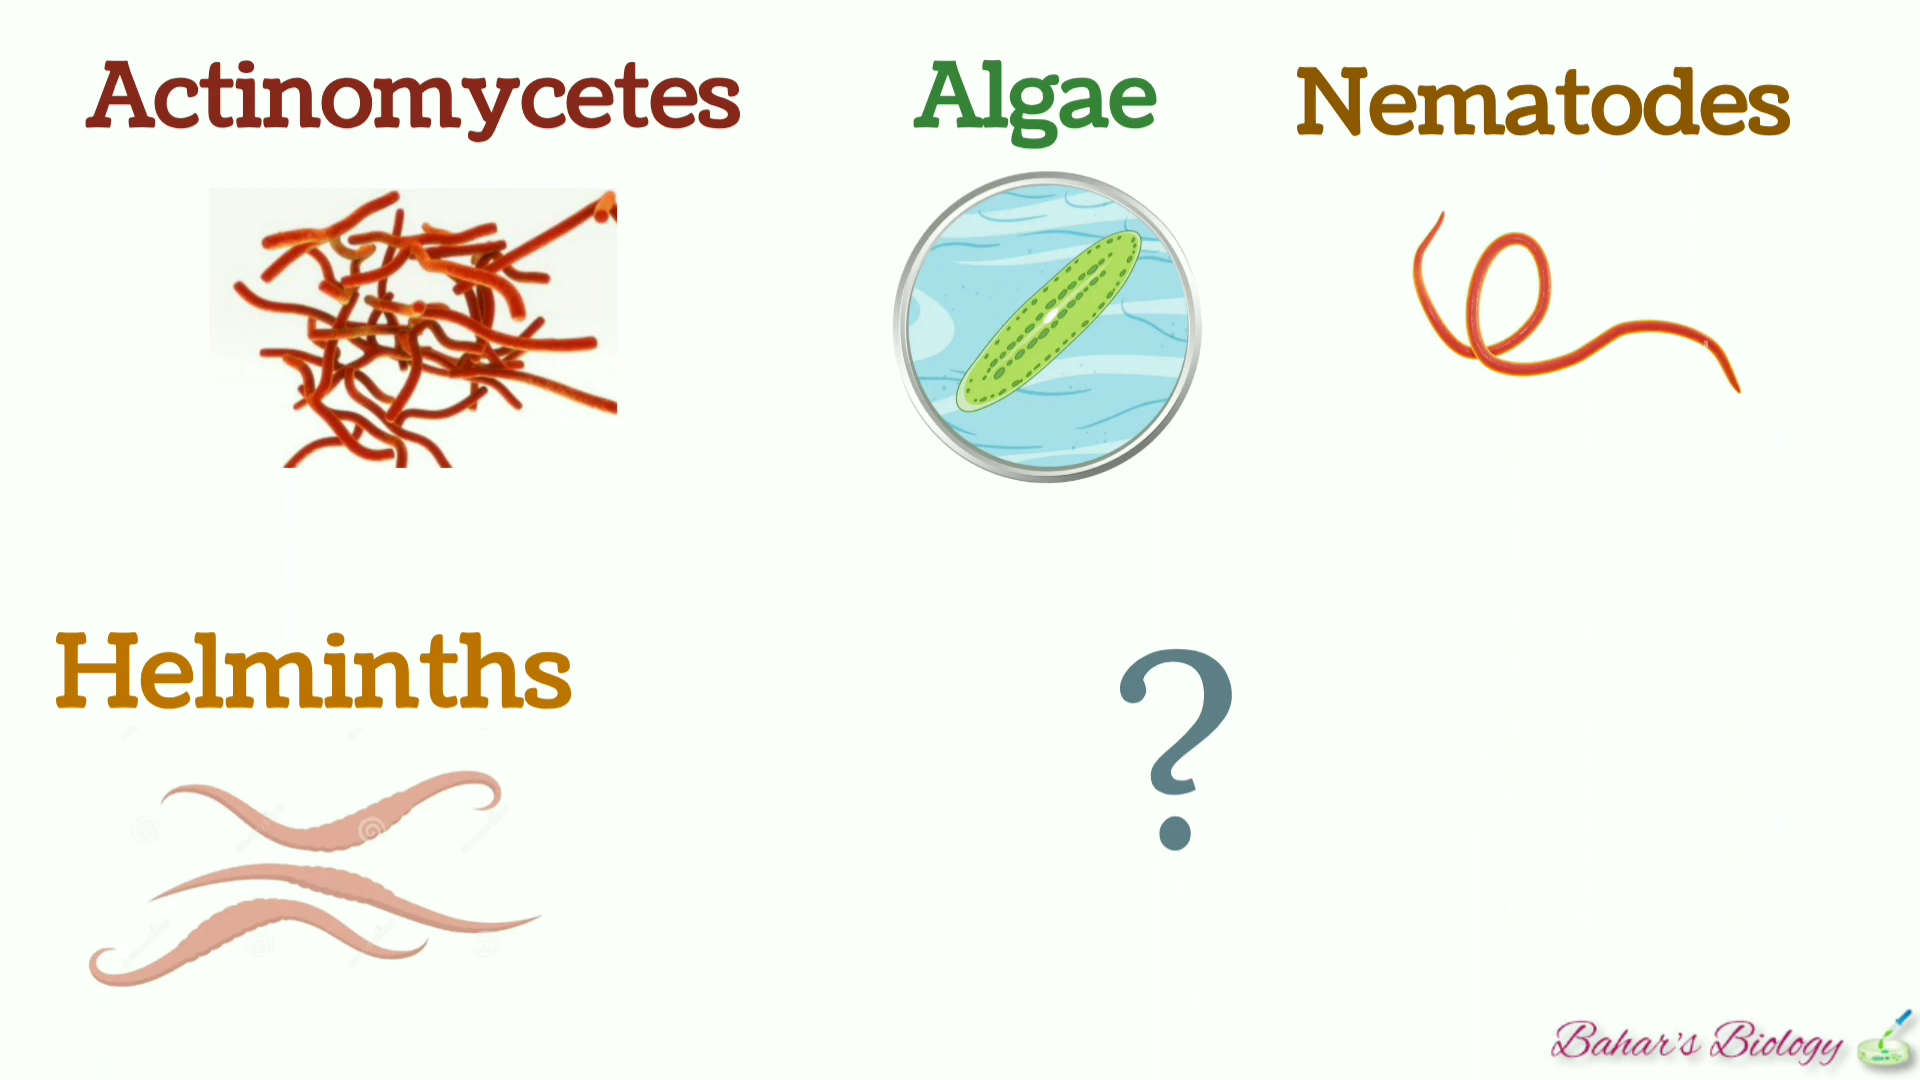 Actinomycetes
Algae
Nematodes
Helminths
?
Bahar's Biology